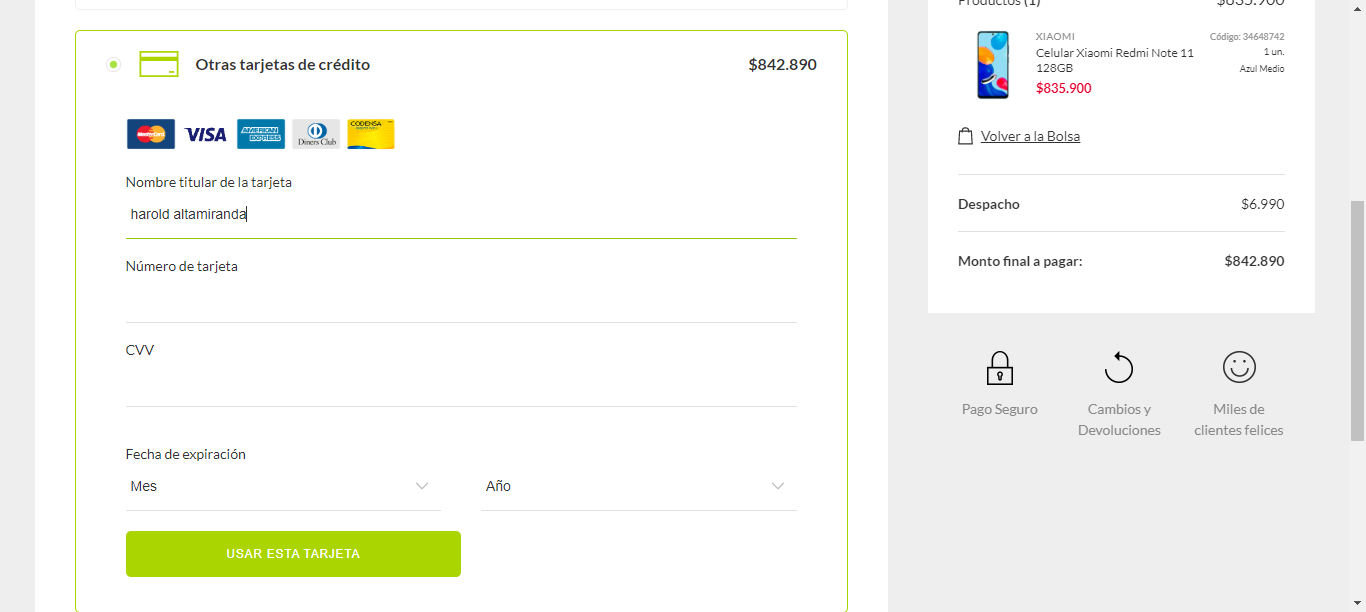 Otras tarjetas de crédito
$842.890
MasterCard
VISA
AMERICAN
EXPRESS
Diners Club
CODENSA
Nombre titular de la tarjeta
harold altamiranda
Número de tarjeta
CVV
Fecha de expiración
Mes
Año
USAR ESTA TARJETA
Productos (1)
$835.900
XIAOMI
Código: 34648742
Celular Xiaomi Redmi Note 11
1 un.
128GB
Azul Medio
$835.900
Volver a la Bolsa
Despacho
$6.990
Monto final a pagar:
$842.890
Pago Seguro
Cambios y
Devoluciones
Miles de
clientes felices